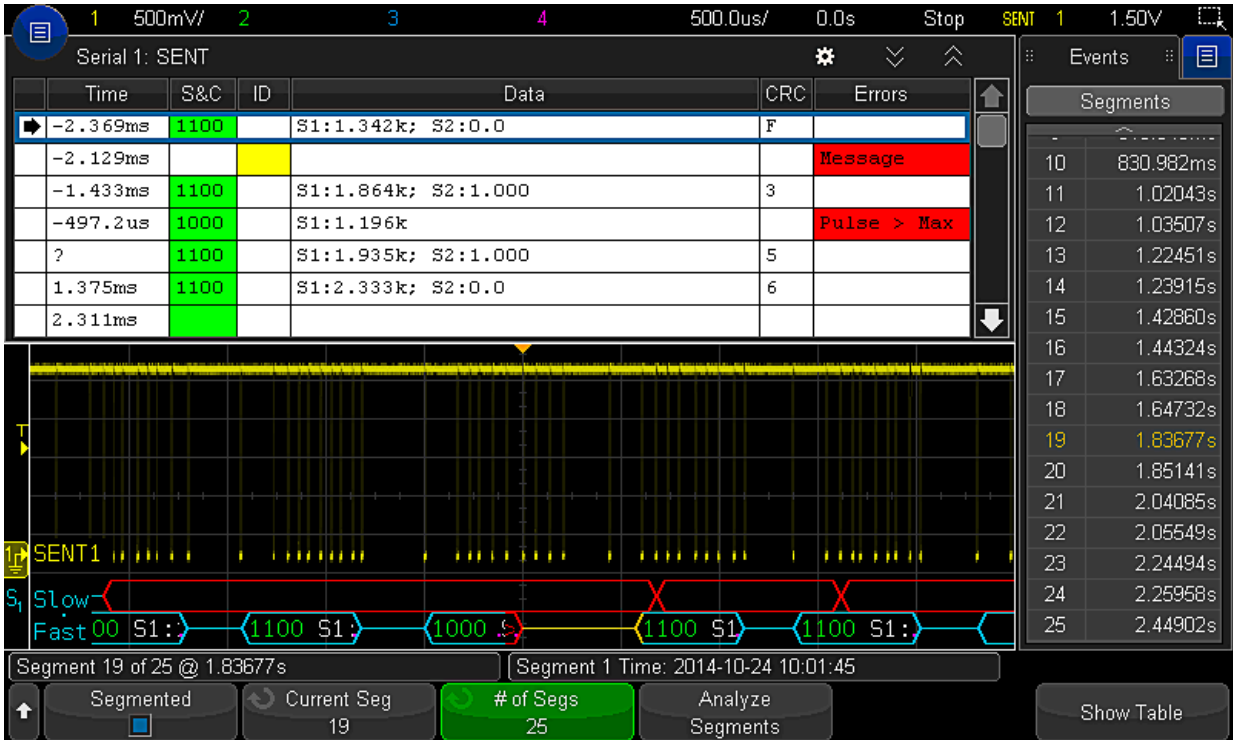 1 500mV/ 2 3 4 500.0us/ 0.0s Stop SENT 1 1.50V
Serial 1: SENT
Time S&C ID Data CRC Errors
-2.369ms 1100 S1:1.342k; S2:0.0 F
-2.129ms Message
-1.433ms 1100 S1:1.864k; S2:1.000 3
-497.2us 1000 S1:1.196k Pulse > Max
? 1100 S1:1.935k; S2:1.000 5
1.375ms 1100 S1:2.333k; S2:0.0 6
2.311ms
Events
Segments
10 830.982ms
11 1.02043s
12 1.03507s
13 1.22451s
14 1.23915s
15 1.42860s
16 1.44324s
17 1.63268s
18 1.64732s
19 1.83677s
20 1.85141s
21 2.04085s
22 2.05549s
23 2.24494s
24 2.25958s
25 2.44902s
T
1 SENT1
S1 Slow
Fast 00 S1: 1100 S1: 1000 1100 S1 1100 S1:
Segment 19 of 25 @ 1.83677s
Segment 1 Time: 2014-10-24 10:01:45
Segmented
Current Seg
19
# of Segs
25
Analyze
Segments
Show Table